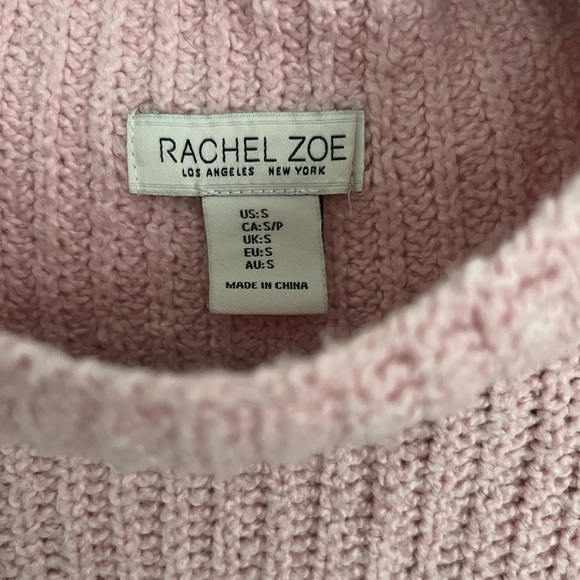 RACHEL ZOE
LOS ANGELES NEW YORK
US:S
CA:S/P
UK:S
EU:S
AU:S
MADE IN CHINA